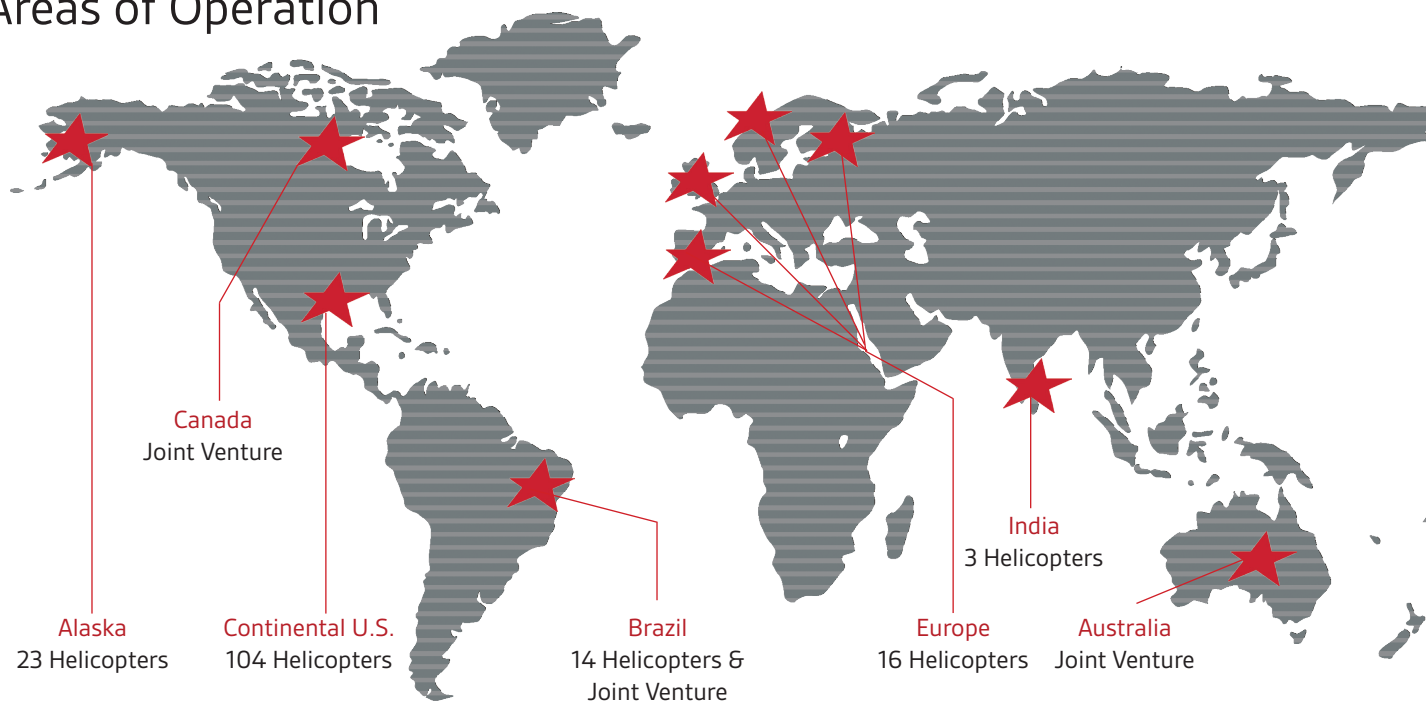 Areas of Operation
Canada
Joint Venture
India
3 Helicopters
Alaska
23 Helicopters
Continental U.S.
104 Helicopters
Brazil
14 Helicopters &
Joint Venture
Europe
16 Helicopters
Australia
Joint Venture